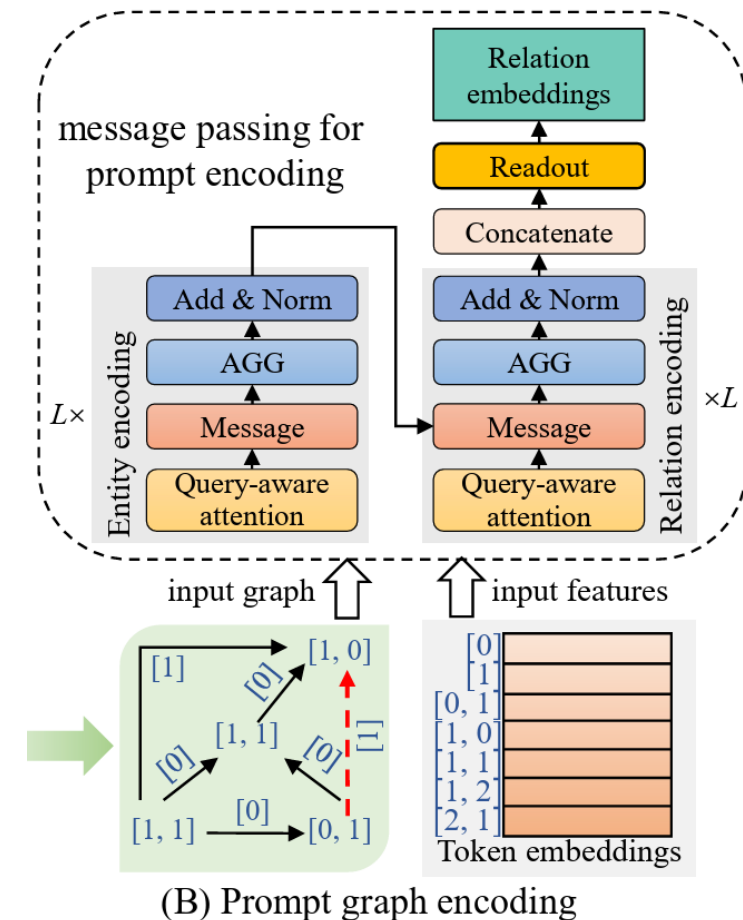 Relation
embeddings
message passing for
prompt encoding
Readout
Concatenate
Add & Norm
AGG
Message
Query-aware
attention
Entity encoding
L×
Add & Norm
AGG
Message
Query-aware
attention
Relation encoding
×L
input graph
input features
[1]
[1, 0]
[0]
[1, 1]
[1]
[0]
[0]
[1, 1]
[0]
[0, 1]
[0]
[1]
[0, 1]
[1, 0]
[1, 1]
[1, 2]
[2, 1]
Token embeddings
(B) Prompt graph encoding